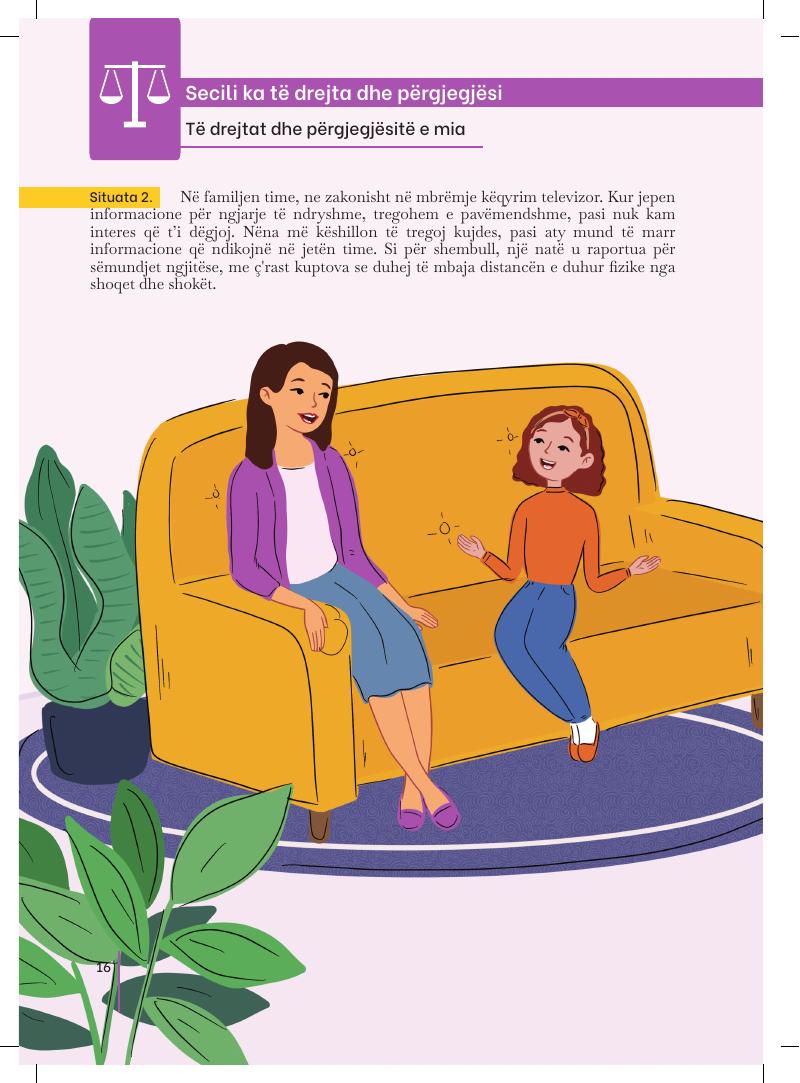 Secili ka të drejta dhe përgjegjësi
Të drejtat dhe përgjegjësitë e mia
Situata 2. Në familjen time, ne zakonisht në mbrëmje këqyrim televizor. Kur jepen
informacione për ngjarje të ndryshme, tregohem e pavëmendshme, pasi nuk kam
interes që t’i dëgjoj. Nëna më këshillon të tregoj kujdes, pasi aty mund të marr
informacione që ndikojnë në jetën time. Si për shembull, një natë u raportua për
sëmundjet ngjitëse, me ç'rast kuptova se duhej të mbaja distancën e duhur fizike nga
shoqet dhe shokët.
16